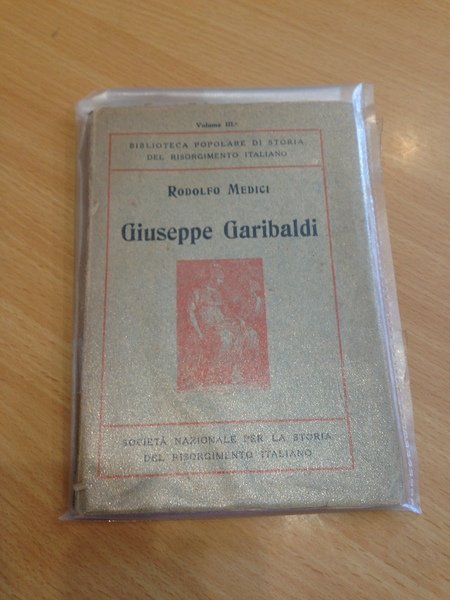 Volume III.º
BIBLIOTECA POPOLARE DI STORIA
DEL RISORGIMENTO ITALIANO
RODOLFO MEDICI
Giuseppe Garibaldi
SOCIETÀ NAZIONALE PER LA STORIA
DEL RISORGIMENTO ITALIANO